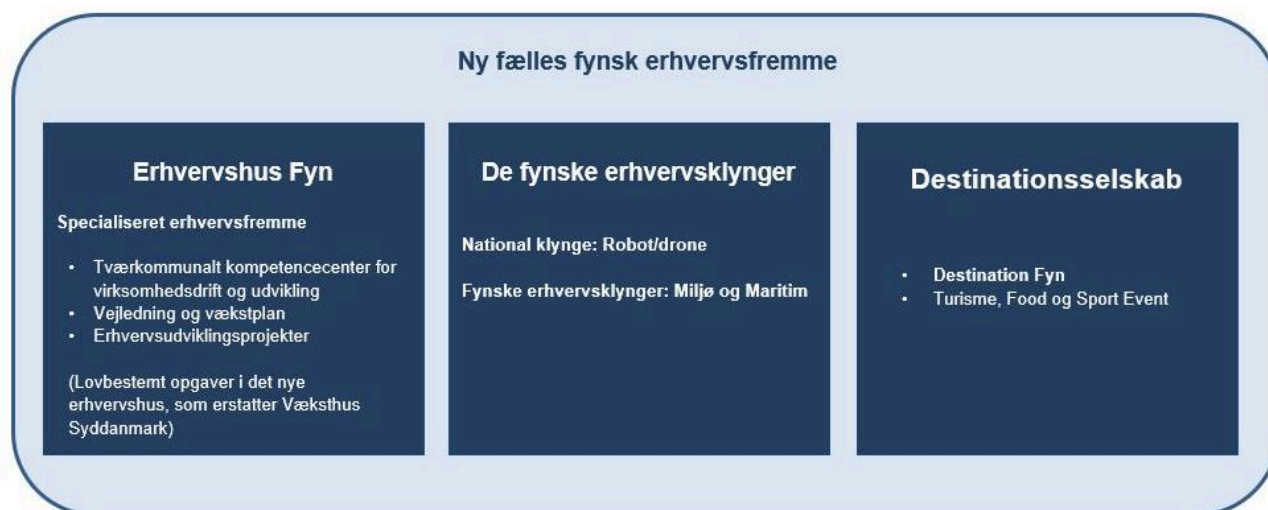 Ny fælles fynsk erhvervsfremme
Erhvervshus Fyn
Specialiseret erhvervsfremme
• Tværkommunalt kompetencecenter for
virksomhedsdrift og udvikling
• Vejledning og vækstplan
• Erhvervsudviklingsprojekter
(Lovbestemt opgaver i det nye
erhvervshus, som erstatter Væksthus
Syddanmark)
De fynske erhvervsklynger
National klynge: Robot/drone
Fynske erhvervsklynger: Miljø og Maritim
Destinationsselskab
• Destination Fyn
• Turisme, Food og Sport Event